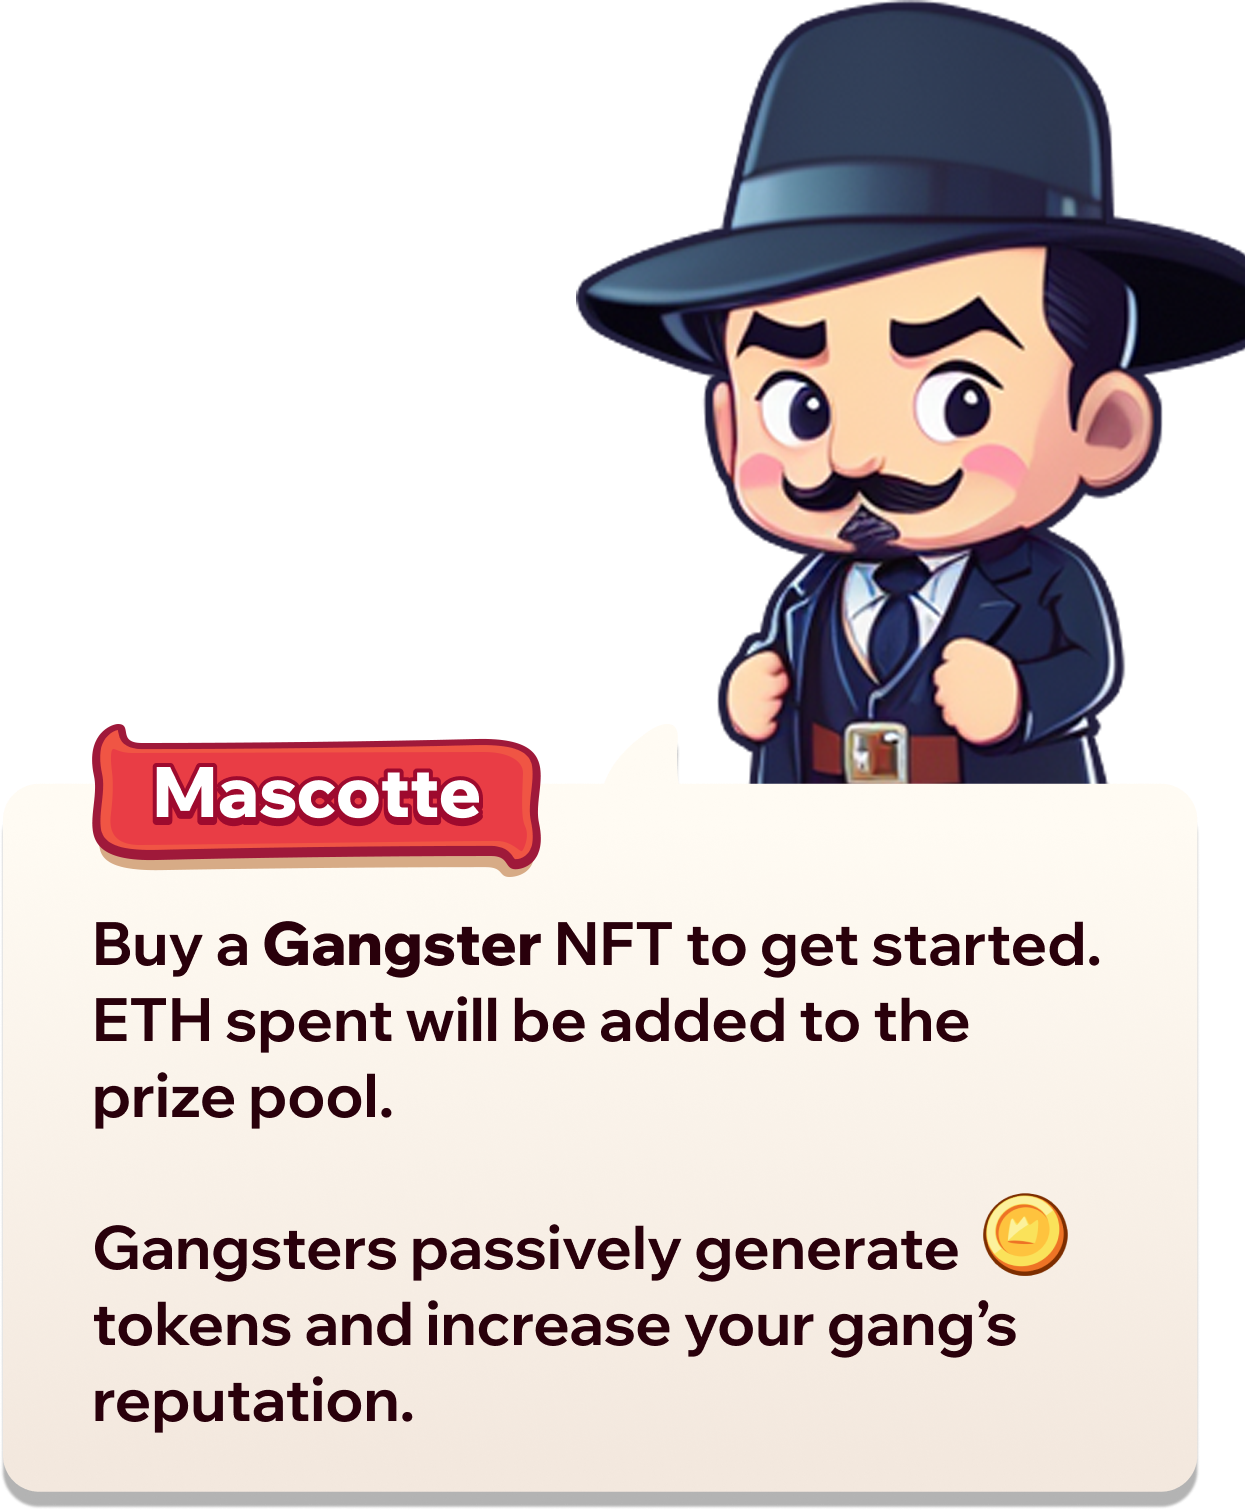 Mascotte
Buy a Gangster NFT to get started.
ETH spent will be added to the
prize pool.
Gangsters passively generate
tokens and increase your gang’s
reputation.